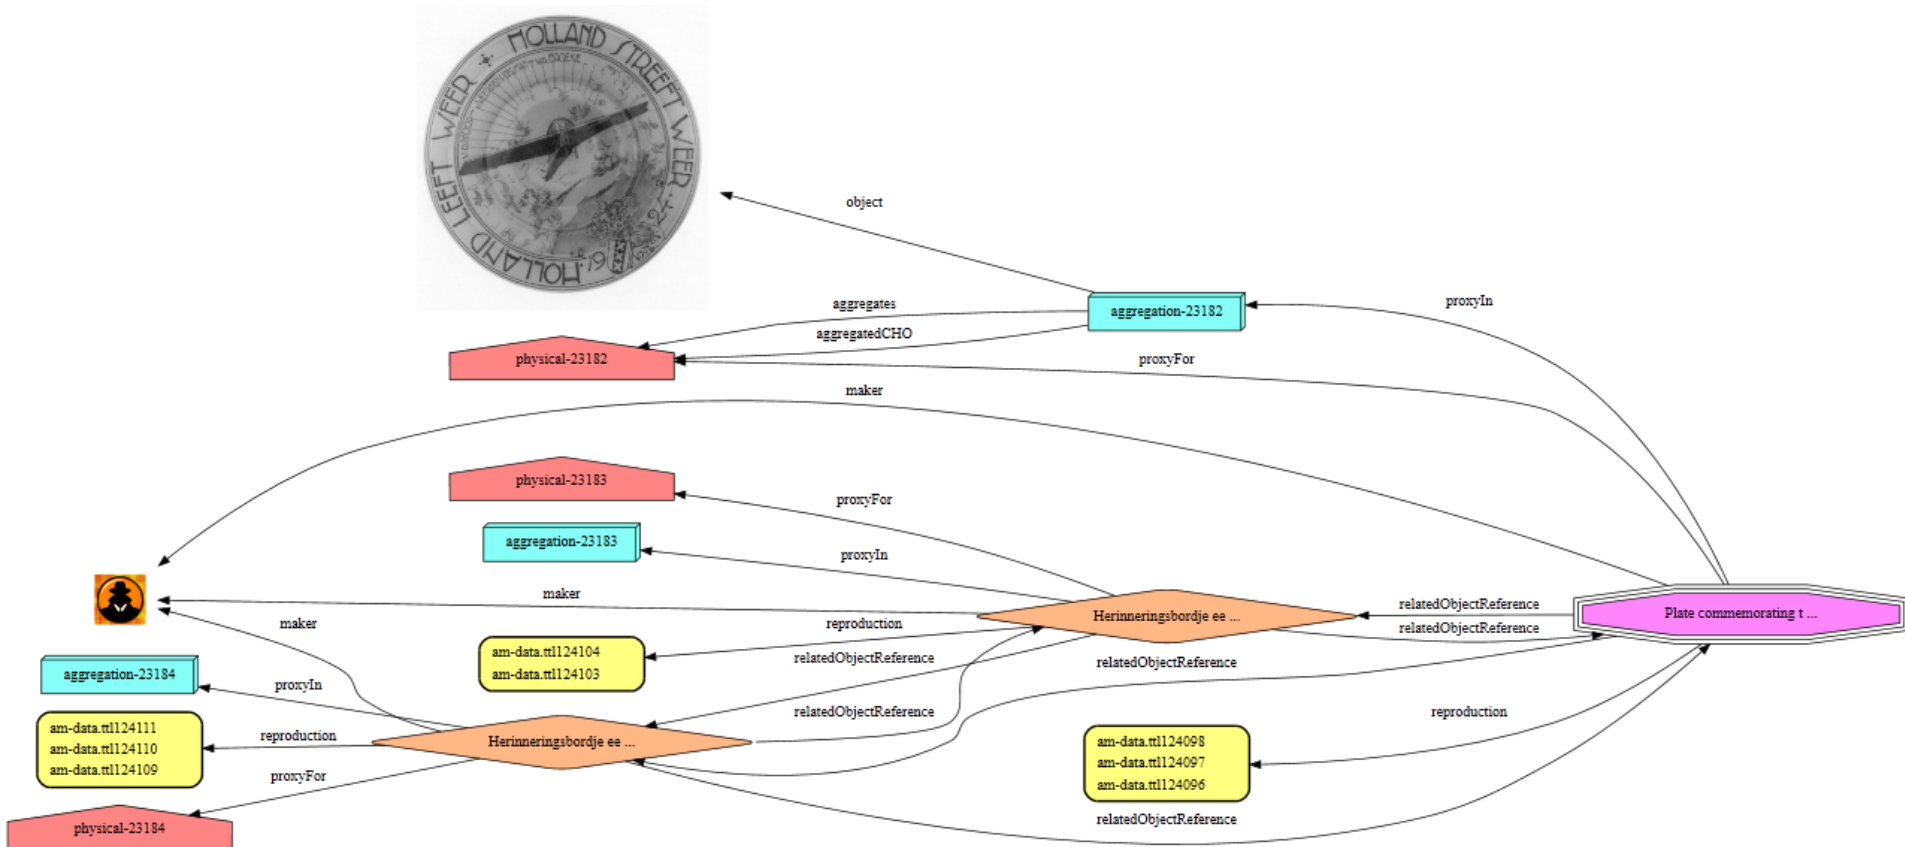 HOLLAND STREEFT WEER
1924
HOLLAND LEEFT WEER
object
proxyIn
aggregation-23182
aggregates
aggregatedCHO
physical-23182
proxyFor
maker
physical-23183
proxyFor
aggregation-23183
proxyIn
maker
relatedObjectReference
Herinneringsbordje ee ...
Plate commemorating t ...
maker
reproduction
relatedObjectReference
am-data.ttl124104
am-data.ttl124103
relatedObjectReference
relatedObjectReference
aggregation-23184
proxyIn
relatedObjectReference
reproduction
am-data.ttl124111
am-data.ttl124110
am-data.ttl124109
reproduction
Herinneringsbordje ee ...
am-data.ttl124098
am-data.ttl124097
am-data.ttl124096
proxyFor
relatedObjectReference
physical-23184